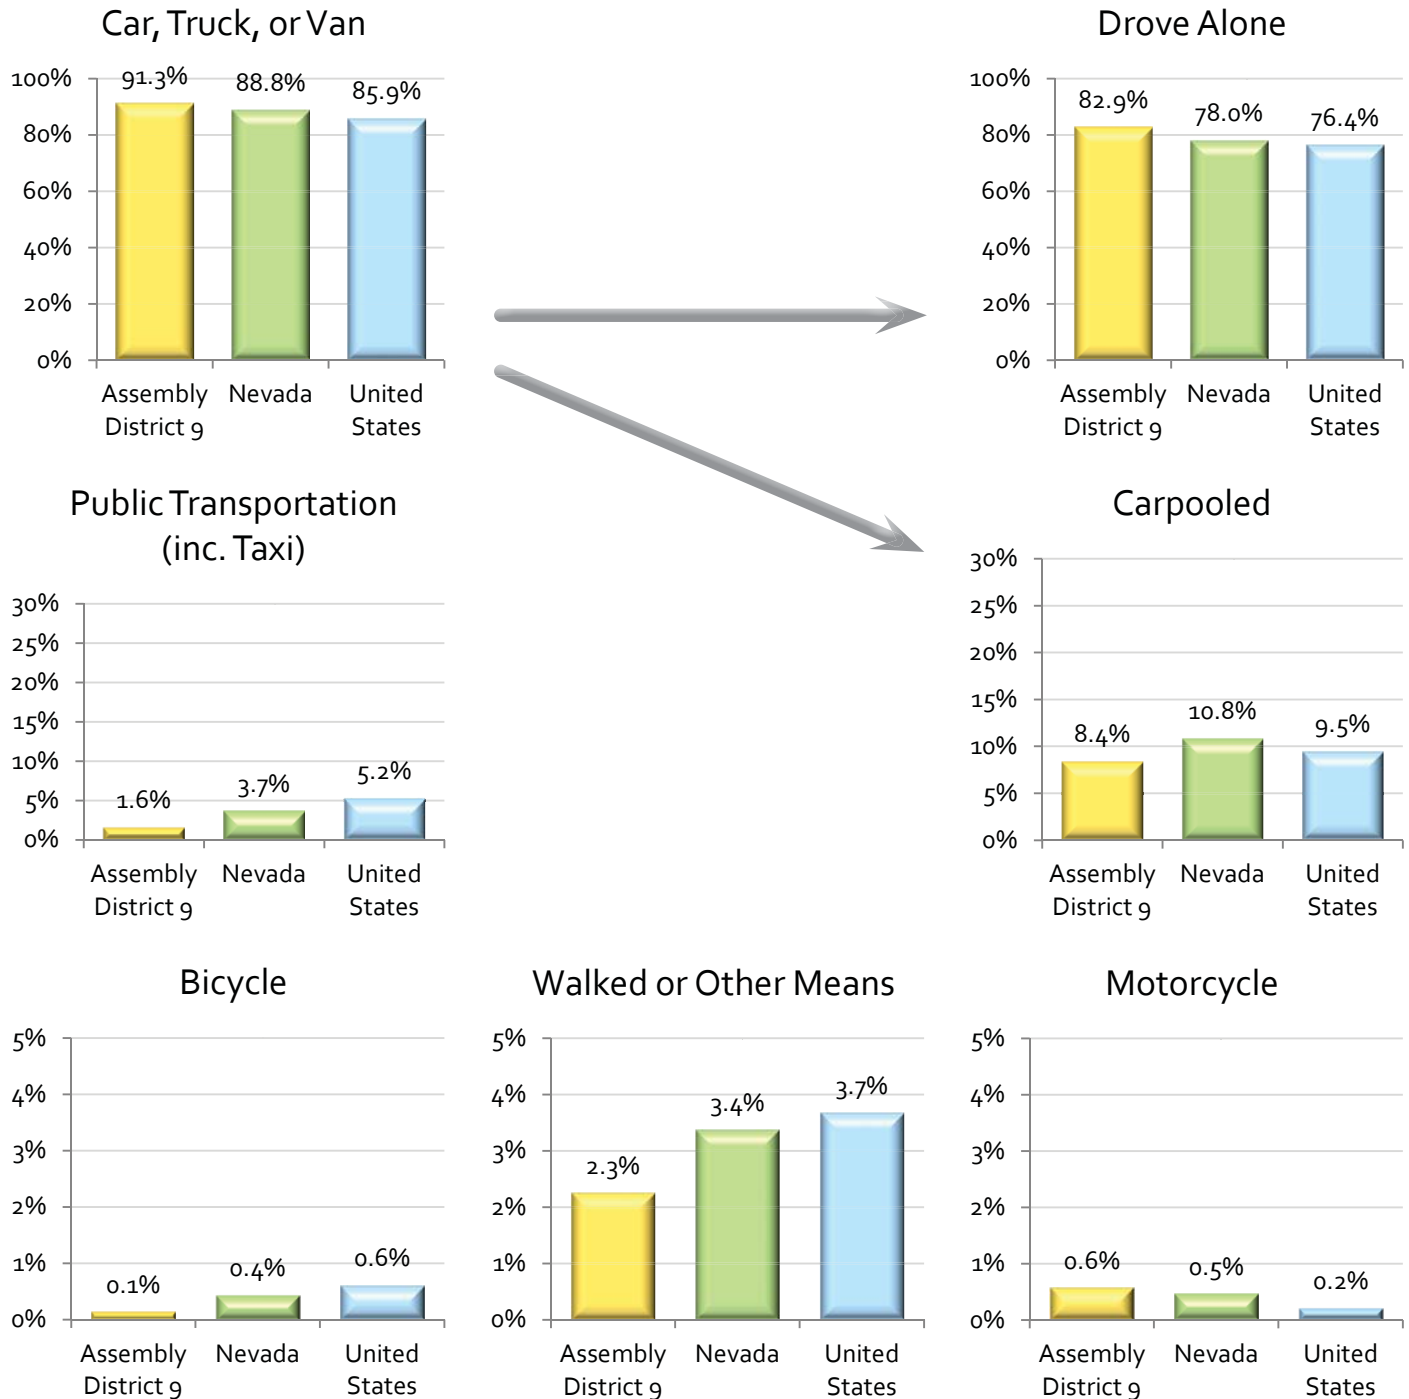 Car, Truck, or Van
100%
80%
60%
40%
20%
0%
91.3%
88.8%
85.9%
Assembly
District 9
Nevada
United
States
Drove Alone
100%
80%
60%
40%
20%
0%
82.9%
78.0%
76.4%
Assembly
District 9
Nevada
United
States
Public Transportation
(inc. Taxi)
30%
25%
20%
15%
10%
5%
0%
1.6%
3.7%
5.2%
Assembly
District 9
Nevada
United
States
Carpooled
30%
25%
20%
15%
10%
5%
0%
8.4%
10.8%
9.5%
Assembly
District 9
Nevada
United
States
Bicycle
5%
4%
3%
2%
1%
0%
0.1%
0.4%
0.6%
Assembly
District 9
Nevada
United
States
Walked or Other Means
5%
4%
3%
2%
1%
0%
2.3%
3.4%
3.7%
Assembly
District 9
Nevada
United
States
Motorcycle
5%
4%
3%
2%
1%
0%
0.6%
0.5%
0.2%
Assembly
District 9
Nevada
United
States